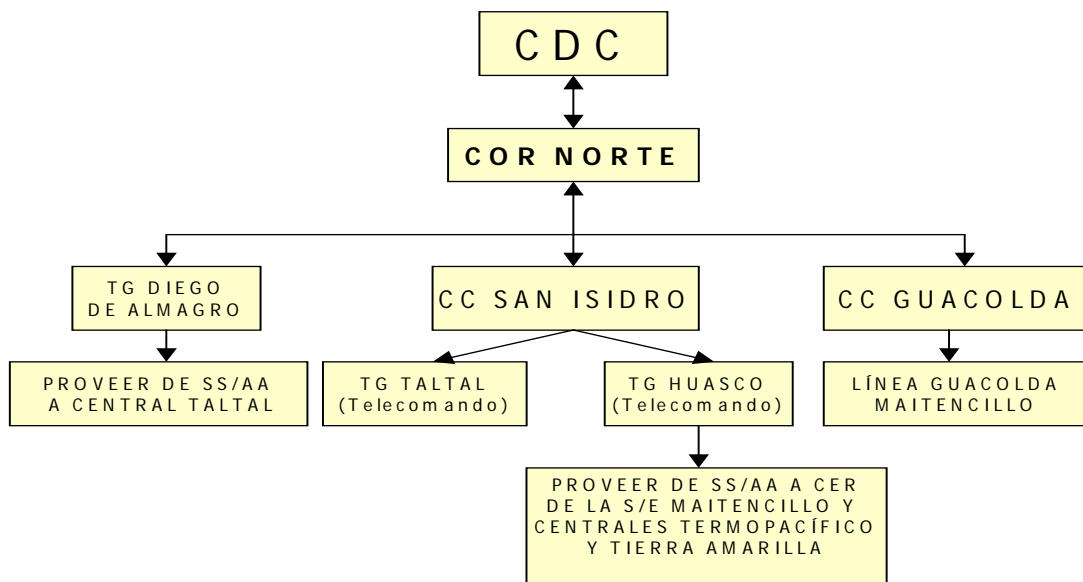 CDC
COR NORTE
TG DIEGO
DE ALMAGRO
CC SAN ISIDRO
CC GUACOLDA
PROVEER DE SS/AA
A CENTRAL TALTAL
TG TALTAL
(Telecomando)
TG HUASCO
(Telecomando)
LÍNEA GUACOLDA
MAITENCILLO
PROVEER DE SS/AA A CER
DE LA S/E MAITENCILLO Y
CENTRALES TERMOPACÍFICO
Y TIERRA AMARILLA